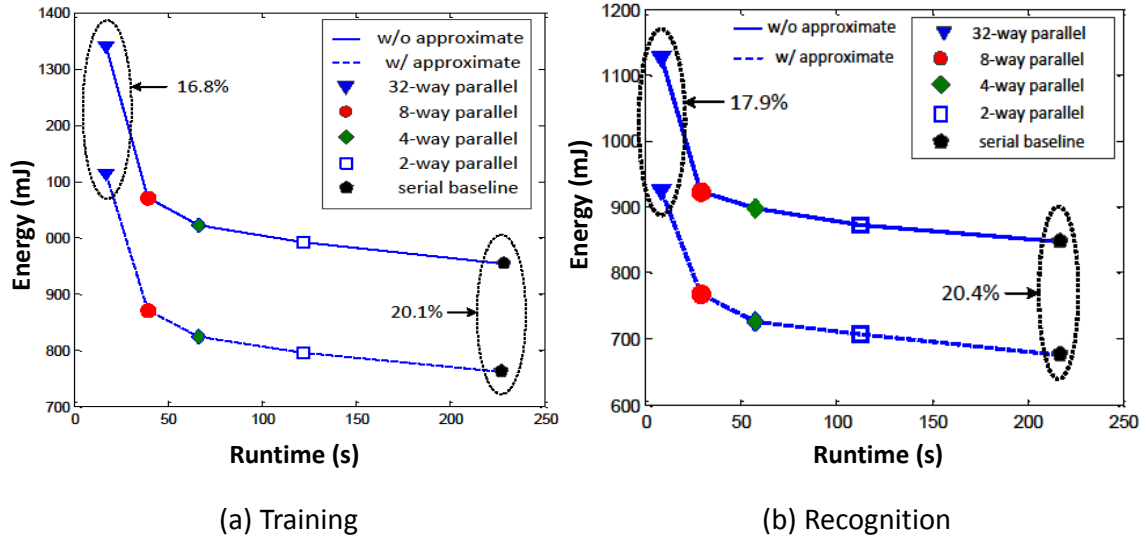 1400
1300
200
100
000
900
800
700
0 50 100 150 200 250
Energy (mJ)
Runtime (s)
w/o approximate
w/ approximate
32-way parallel
8-way parallel
4-way parallel
2-way parallel
serial baseline
16.8%
20.1%
(a) Training
1200
1100
1000
900
800
700
600
0 50 100 150 200 250
Energy (mJ)
Runtime (s)
w/o approximate
w/ approximate
32-way parallel
8-way parallel
4-way parallel
2-way parallel
serial baseline
17.9%
20.4%
(b) Recognition